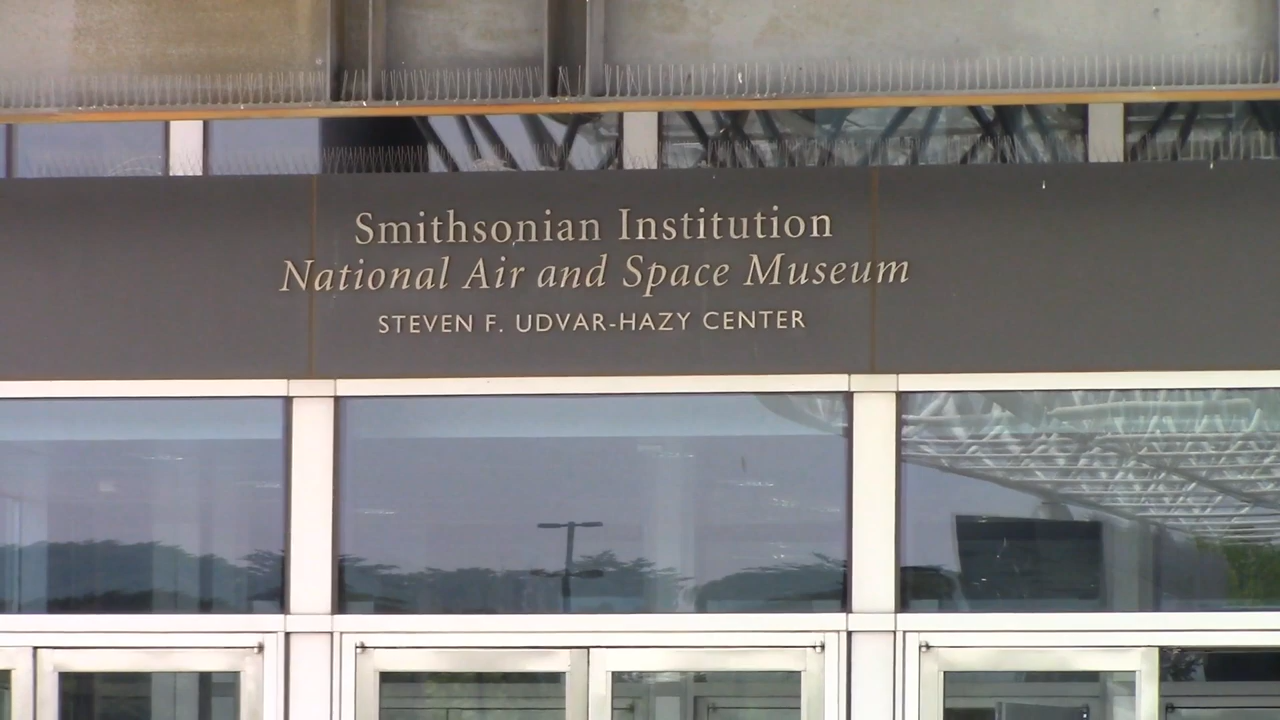 Smithsonian Institution
National Air and Space Museum
STEVEN F. UDVAR-HAZY CENTER